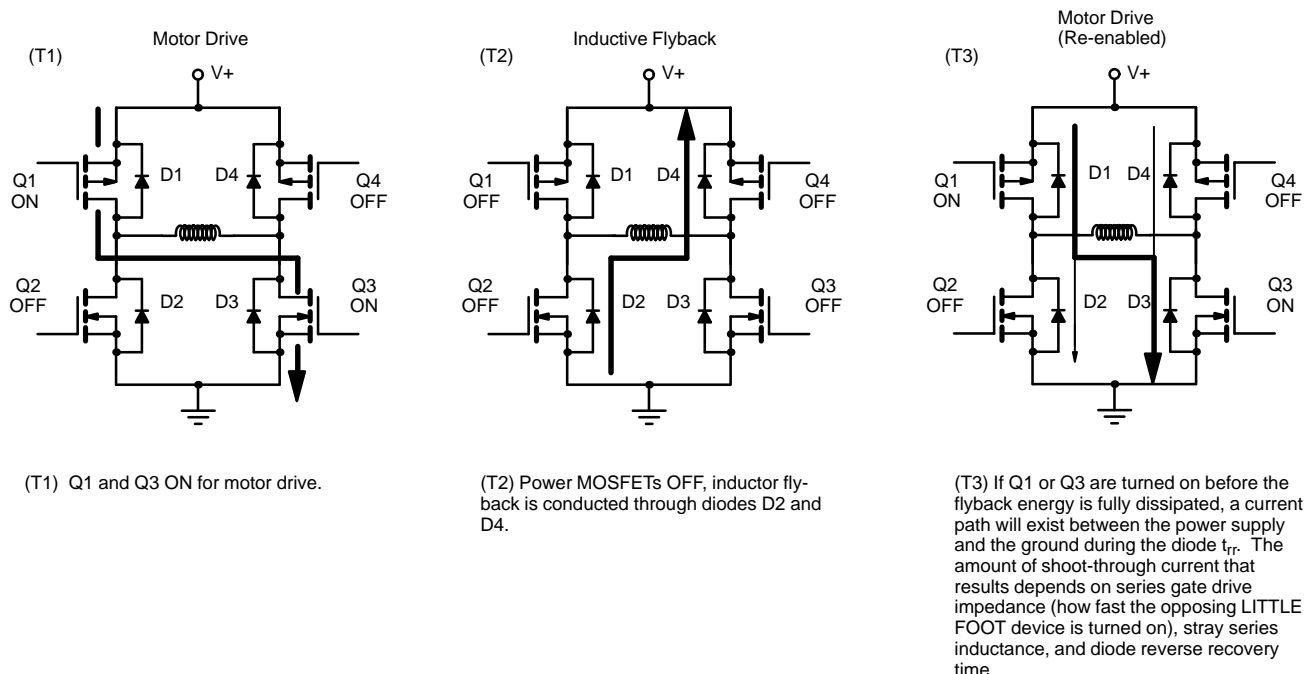 (T1)
Motor Drive
V+
Q1
ON
D1
D4
Q4
OFF
Q2
OFF
D2
D3
Q3
ON
(T1) Q1 and Q3 ON for motor drive.
(T2)
Inductive Flyback
V+
Q1
OFF
D1
D4
Q4
OFF
Q2
OFF
D2
D3
Q3
OFF
(T2) Power MOSFETs OFF, inductor fly-
back is conducted through diodes D2 and
D4.
(T3)
Motor Drive
(Re-enabled)
V+
Q1
ON
D1
D4
Q4
OFF
Q2
OFF
D2
D3
Q3
ON
(T3) If Q1 or Q3 are turned on before the
flyback energy is fully dissipated, a current
path will exist between the power supply
and the ground during the diode trr. The
amount of shoot-through current that
results depends on series gate drive
impedance (how fast the opposing LITTLE
FOOT device is turned on), stray series
inductance, and diode reverse recovery
time